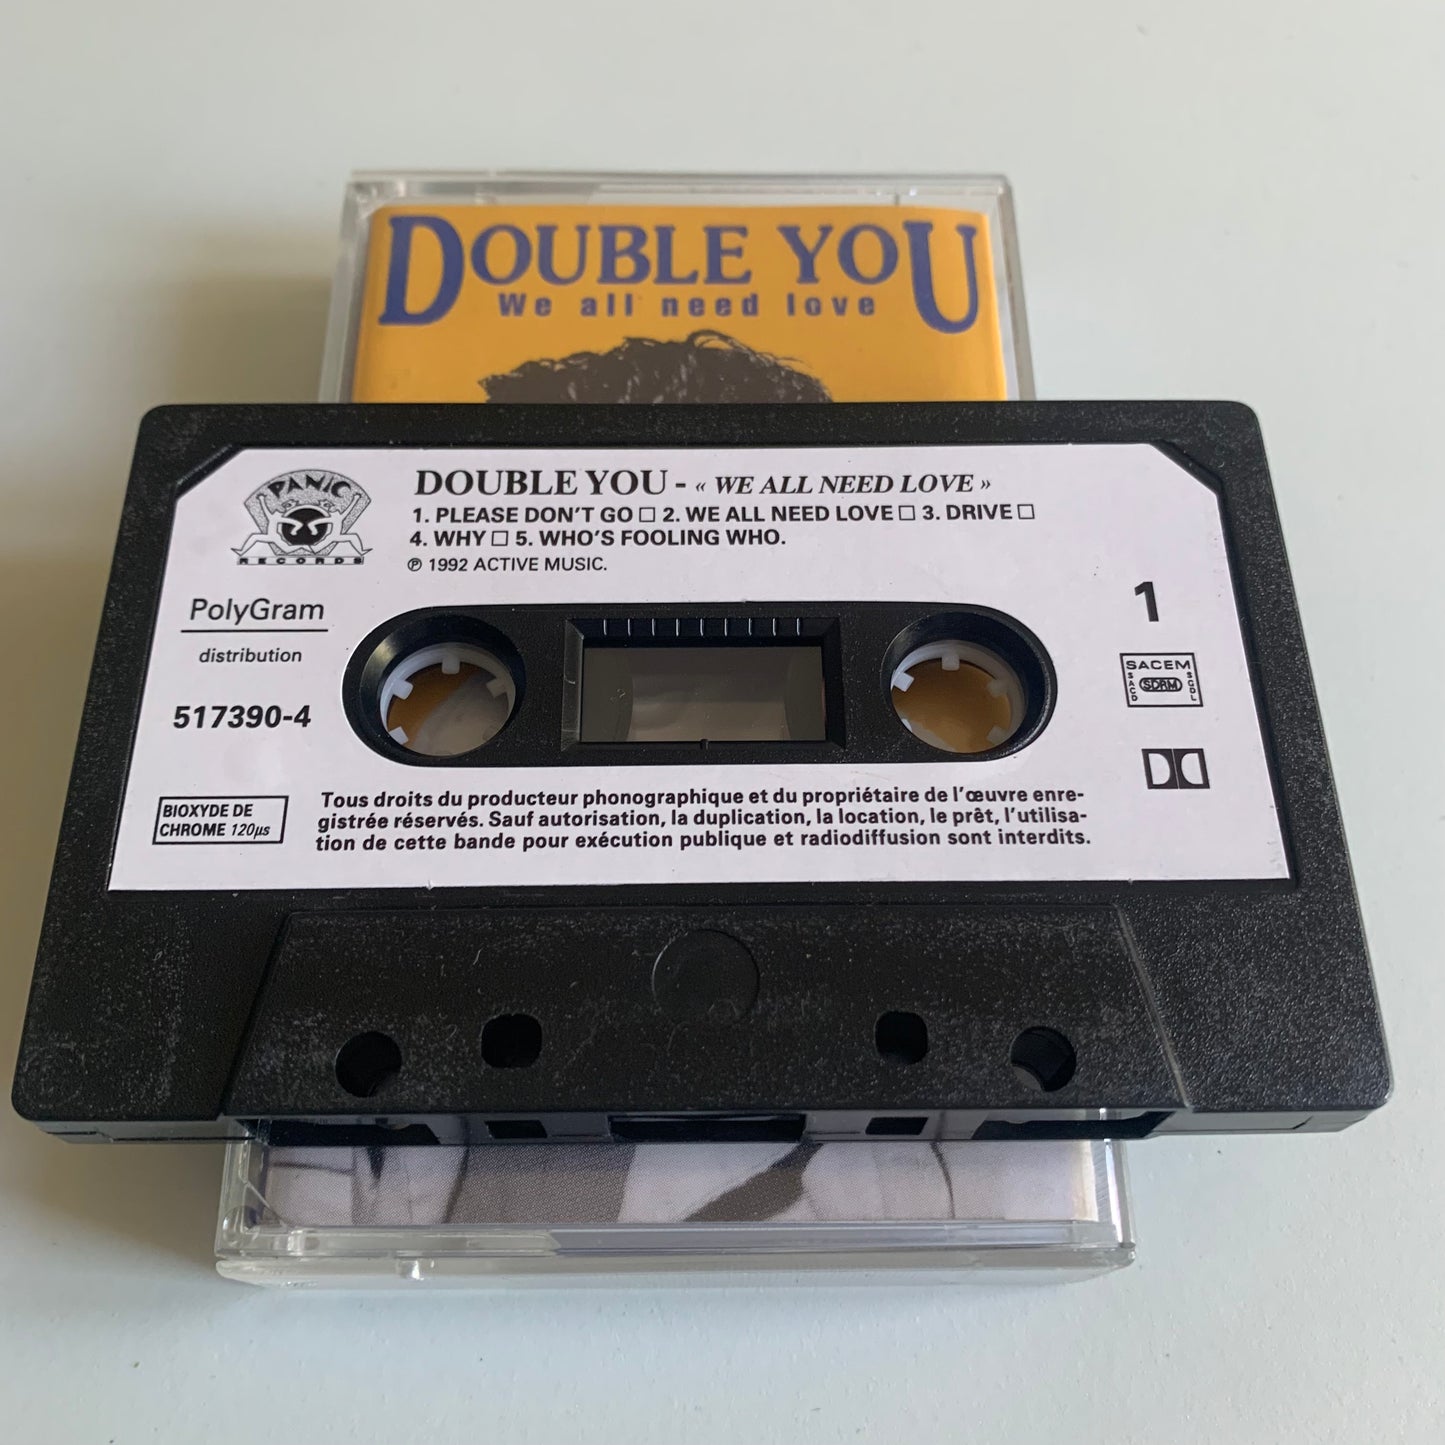 DOUBLE YOU
We all need love
PANIC
RECORDS
DOUBLE YOU - « WE ALL NEED LOVE »
1. PLEASE DON'T GO □ 2. WE ALL NEED LOVE □ 3. DRIVE □
4. WHY □ 5. WHO'S FOOLING WHO.
℗ 1992 ACTIVE MUSIC.
PolyGram
distribution
517390-4
1
SACEM
SACD
SDRM
SGDL
BIOXYDE DE
CHROME 120µs
Tous droits du producteur phonographique et du propriétaire de l'œuvre enre-
gistrée réservés. Sauf autorisation, la duplication, la location, le prêt, l'utilisa-
tion de cette bande pour exécution publique et radiodiffusion sont interdits.